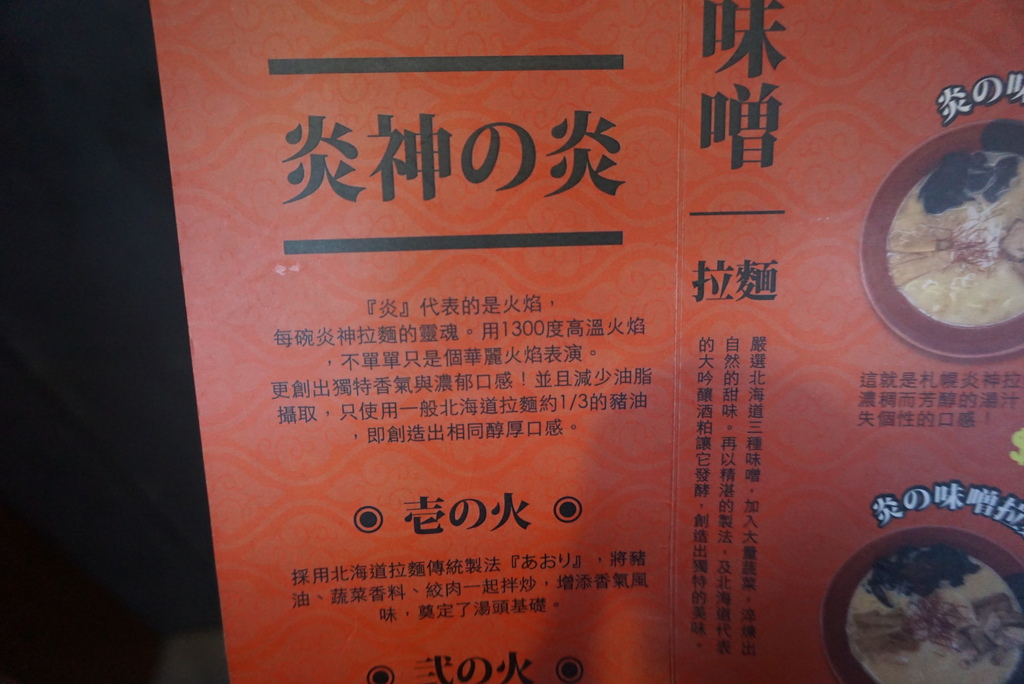 炎神の炎
『炎』代表的是火焰，
每碗炎神拉麵的靈魂。用1300度高溫火焰
，不單單只是個華麗火焰表演。
更創出獨特香氣與濃郁口感！並且減少油脂
攝取，只使用一般北海道拉麵約1/3的豬油
，即創造出相同醇厚口感。
壱の火
採用北海道拉麵傳統製法『あおり』，將豬
油、蔬菜香料、絞肉一起拌炒，增添香氣風
味，奠定了湯頭基礎。
弐の火
味噌
拉麵
嚴選北海道三種味噌，加入大量蔬菜，淬煉出
自然的甜味。再以精湛的製法，及北海道代表
的大吟釀酒粕讓它發酵，創造出獨特的美味。
炎の味
這就是札幌炎神拉
濃稠而芳醇的湯汁
失個性的口感！
$
炎の味噌拉